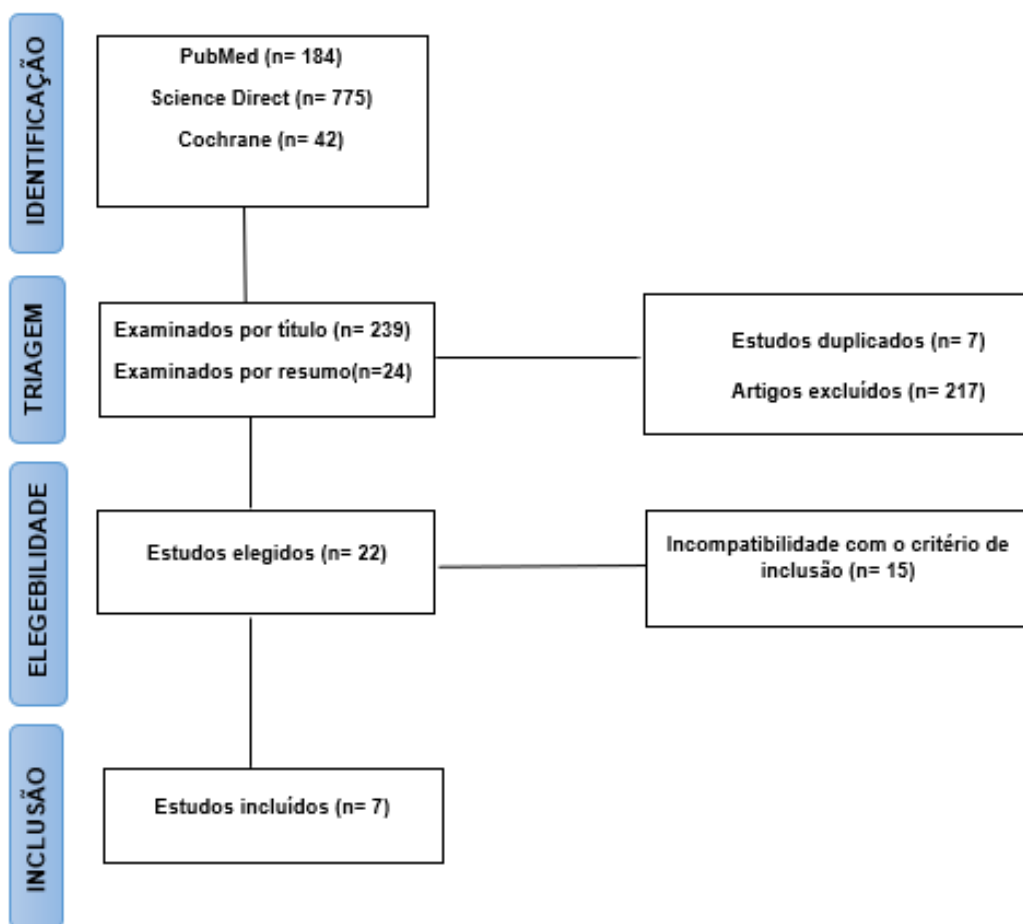 IDENTIFICAÇÃO
PubMed (n= 184)
Science Direct (n= 775)
Cochrane (n= 42)
TRIAGEM
Examinados por título (n= 239)
Examinados por resumo(n=24)
Estudos duplicados (n= 7)
Artigos excluídos (n= 217)
ELEGEBILIDADE
Estudos elegidos (n= 22)
Incompatibilidade com o critério de
inclusão (n= 15)
INCLUSÃO
Estudos incluídos (n= 7)